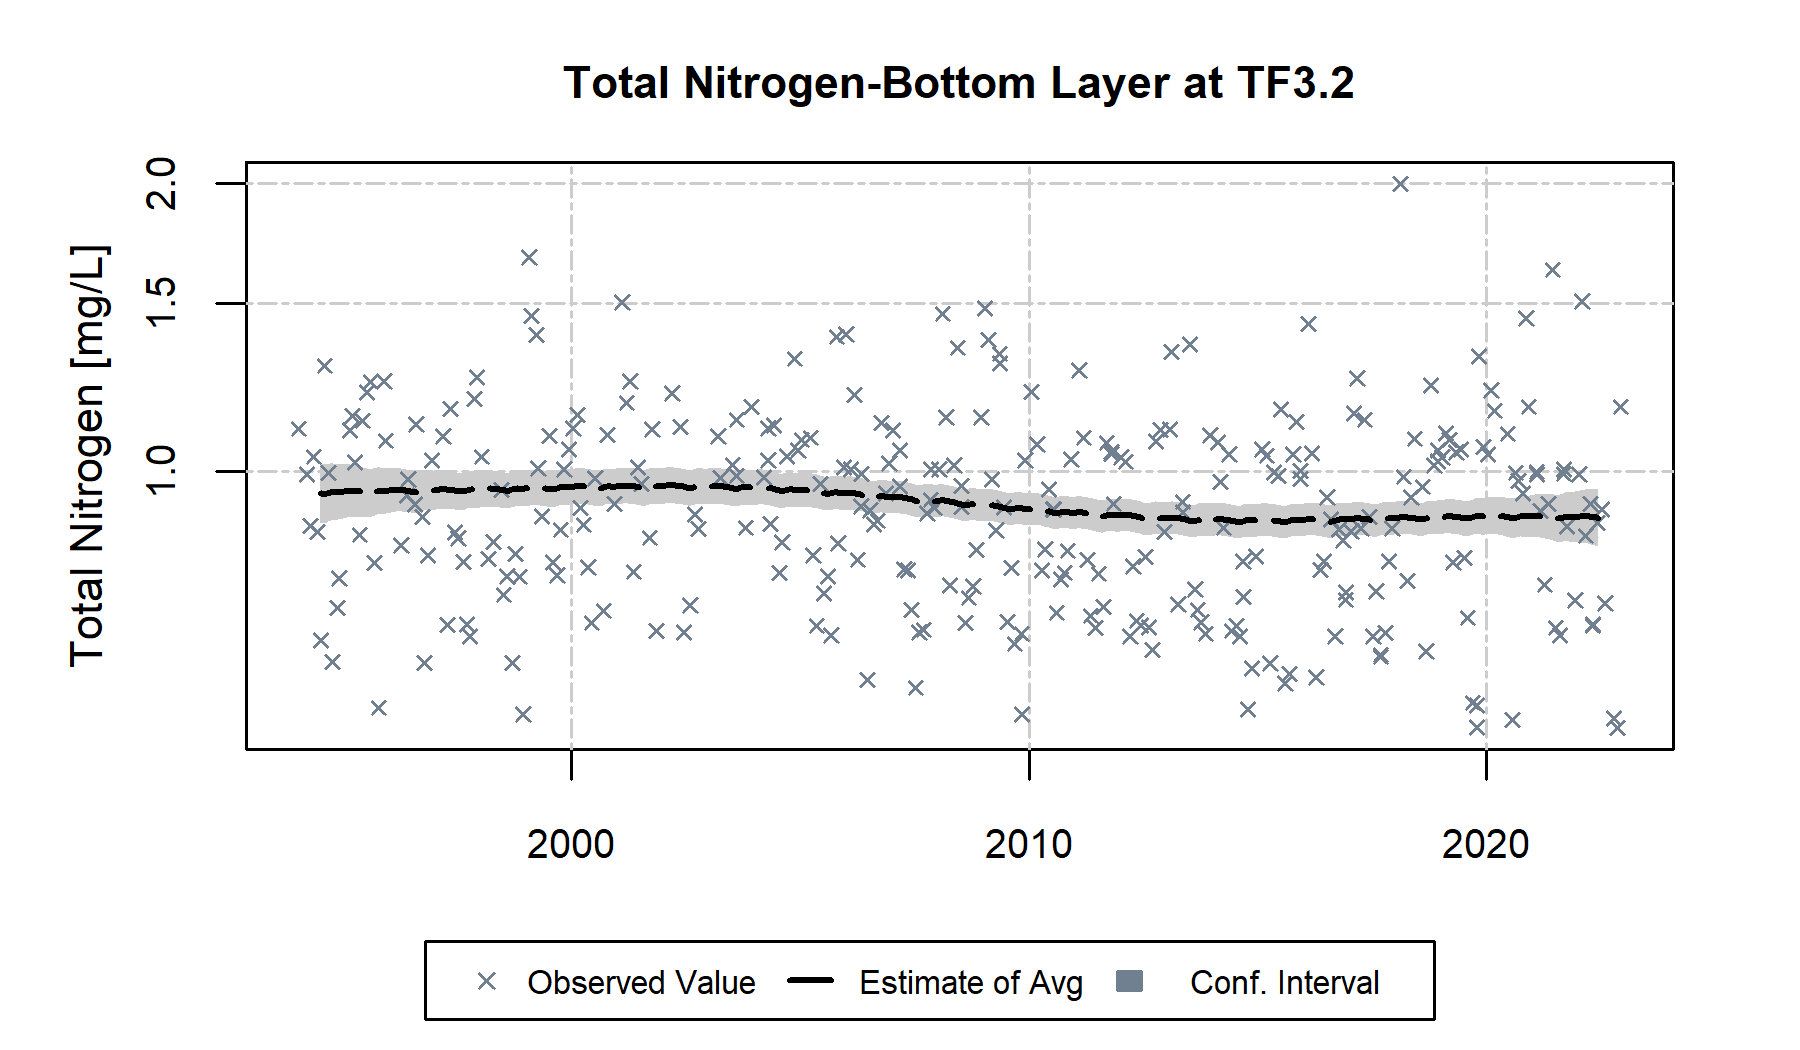 Total Nitrogen-Bottom Layer at TF3.2
Total Nitrogen [mg/L]
2.0
1.5
1.0
2000 2010 2020
Observed Value Estimate of Avg Conf. Interval